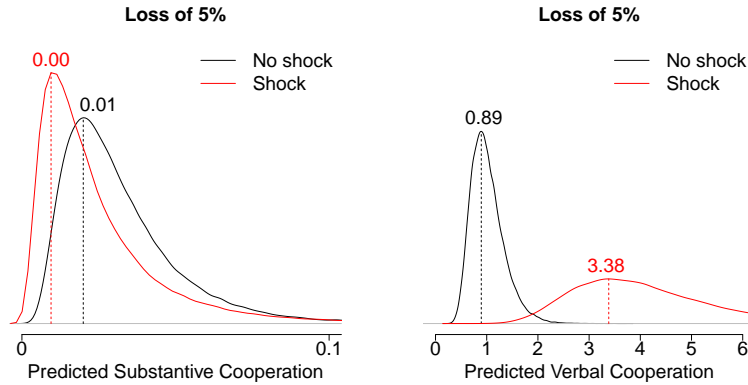 Loss of 5%
0.00
0.01
No shock
Shock
0
0.1
Predicted Substantive Cooperation
Loss of 5%
No shock
Shock
0.89
3.38
0 1 2 3 4 5 6
Predicted Verbal Cooperation